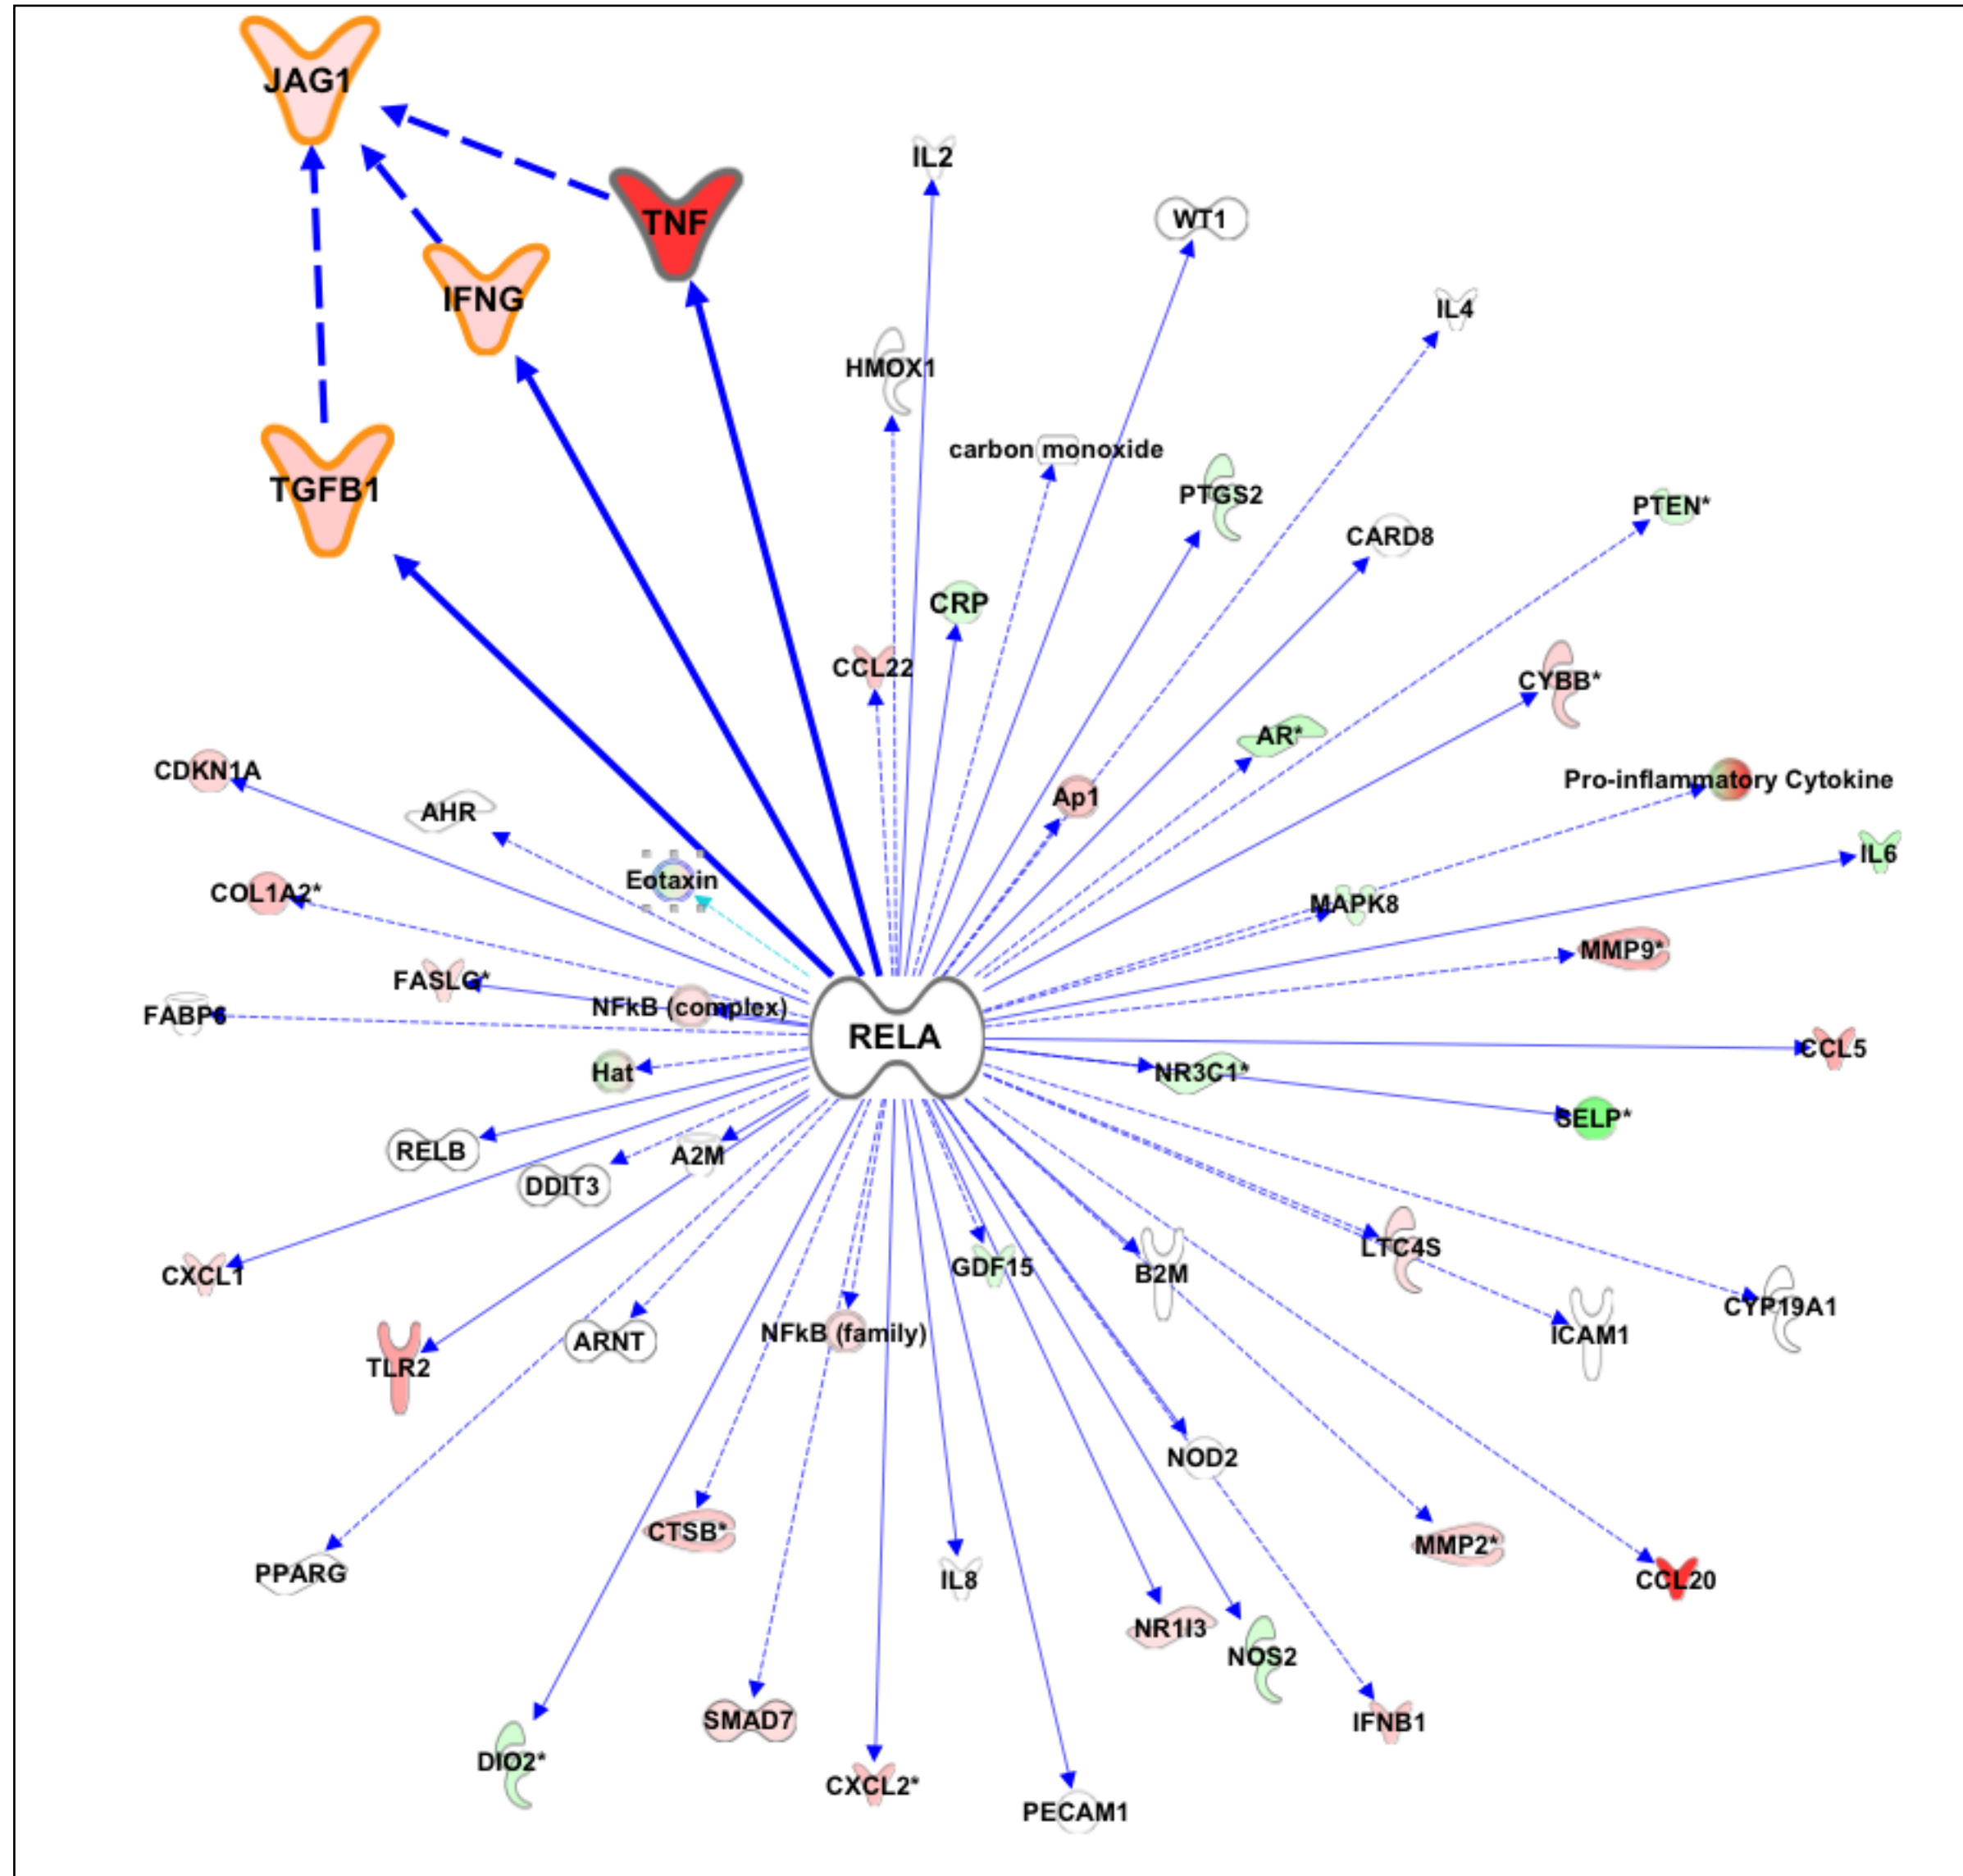 JAG1
IL2
WT1
TNF
IFNG
IL4
HMOX1
carbon monoxide
TGFB1
PTGS2
PTEN*
CARD8
CRP
CCL22
CYBB*
AR*
CDKN1A
Pro-inflammatory Cytokine
Ap1
AHR
IL6
Eotaxin
COL1A2*
MAPK8
MMP9*
FASLG*
NFkB (complex)
FABP6
RELA
CCL5
Hat
NR3C1*
SELP*
RELB
A2M
DDIT3
LTC4S
GDF15
B2M
CXCL1
CYP19A1
NFkB (family)
ICAM1
ARNT
TLR2
NOD2
CTSB*
MMP2*
PPARG
IL8
CCL20
NR1I3
NOS2
SMAD7
IFNB1
DIO2*
CXCL2*
PECAM1